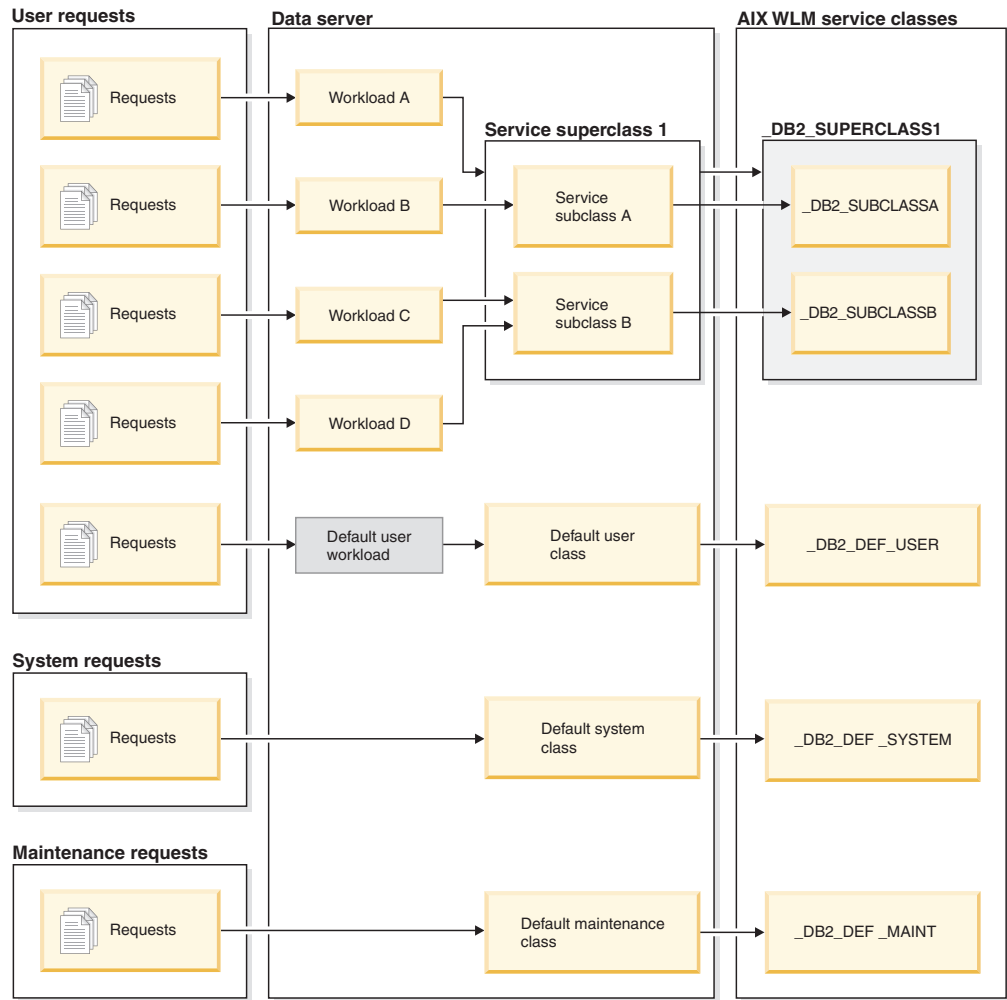 User requests
Data server
AIX WLM service classes
Requests
Workload A
Service superclass 1
_DB2_SUPERCLASS1
Requests
Workload B
Service
subclass A
_DB2_SUBCLASSA
Requests
Workload C
Service
subclass B
_DB2_SUBCLASSB
Requests
Workload D
Requests
Default user
workload
Default user
class
_DB2_DEF_USER
System requests
Requests
Default system
class
_DB2_DEF _SYSTEM
Maintenance requests
Requests
Default maintenance
class
_DB2_DEF _MAINT